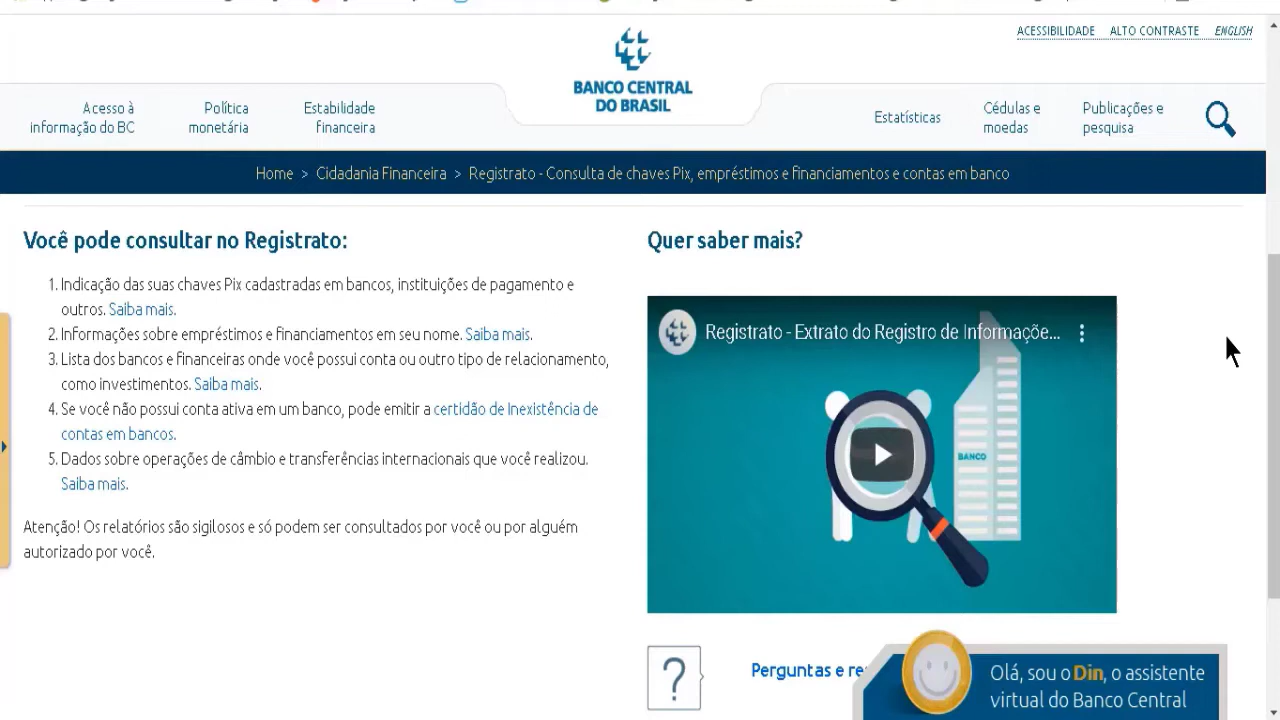 ACESSIBILIDADE ALTO CONTRASTE ENGLISH
BANCO CENTRAL
DO BRASIL
Acesso à
informação do BC
Política
monetária
Estabilidade
financeira
Estatísticas
Cédulas e
moedas
Publicações e
pesquisa
Home > Cidadania Financeira > Registrato - Consulta de chaves Pix, empréstimos e financiamentos e contas em banco
Você pode consultar no Registrato:
1. Indicação das suas chaves Pix cadastradas em bancos, instituições de pagamento e
outros. Saiba mais.
2. Informações sobre empréstimos e financiamentos em seu nome. Saiba mais.
3. Lista dos bancos e financeiras onde você possui conta ou outro tipo de relacionamento,
como investimentos. Saiba mais.
4. Se você não possui conta ativa em um banco, pode emitir a certidão de Inexistência de
contas em bancos.
5. Dados sobre operações de câmbio e transferências internacionais que você realizou.
Saiba mais.
Atenção! Os relatórios são sigilosos e só podem ser consultados por você ou por alguém
autorizado por você.
Quer saber mais?
Registrato - Extrato do Registro de Informaçõe...
BANCO
?
Perguntas e re
Olá, sou o Din, o assistente
virtual do Banco Central